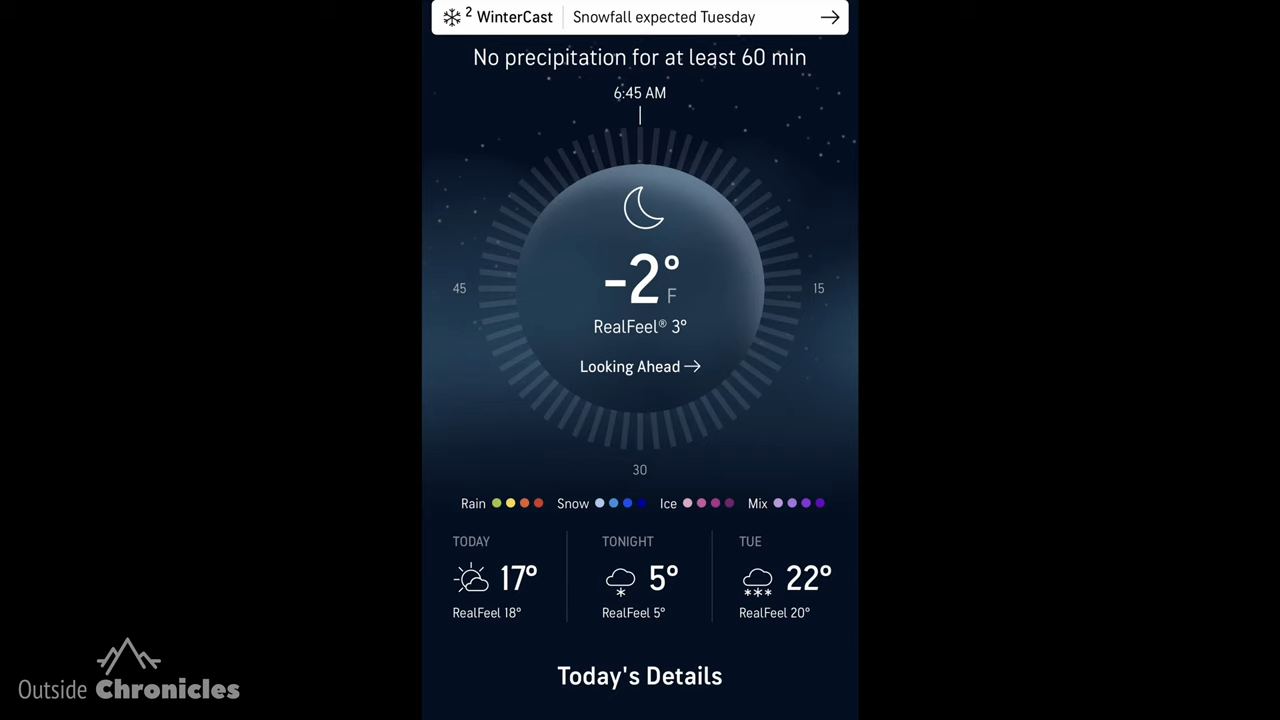 2 WinterCast Snowfall expected Tuesday →
No precipitation for at least 60 min
6:45 AM
-2°
F
RealFeel® 3°
Looking Ahead →
45
15
30
Rain Snow Ice Mix
TODAY TONIGHT TUE
17° 5° 22°
RealFeel 18° RealFeel 5° RealFeel 20°
Today's Details
Outside Chronicles